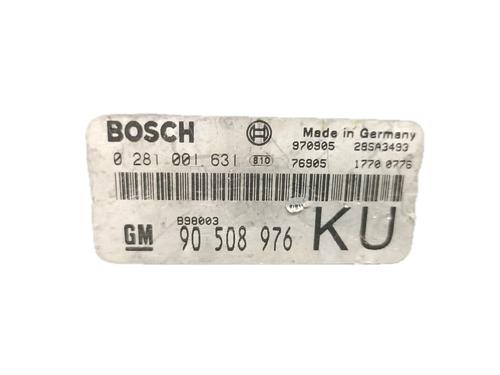 BOSCH Made in Germany
970905 28SA3493
0 281 001 631 810 76905 1770 0776
B98003
GM 90 508 976 KU